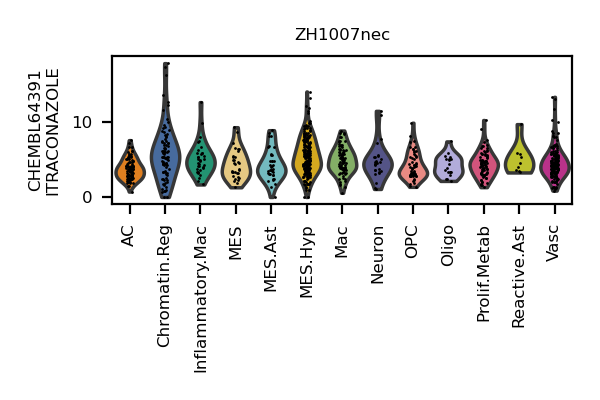 ZH1007nec
CHEMBL64391
ITRACONAZOLE
10
0
AC
Chromatin.Reg
Inflammatory.Mac
MES
MES.Ast
MES.Hyp
Mac
Neuron
OPC
Oligo
Prolif.Metab
Reactive.Ast
Vasc